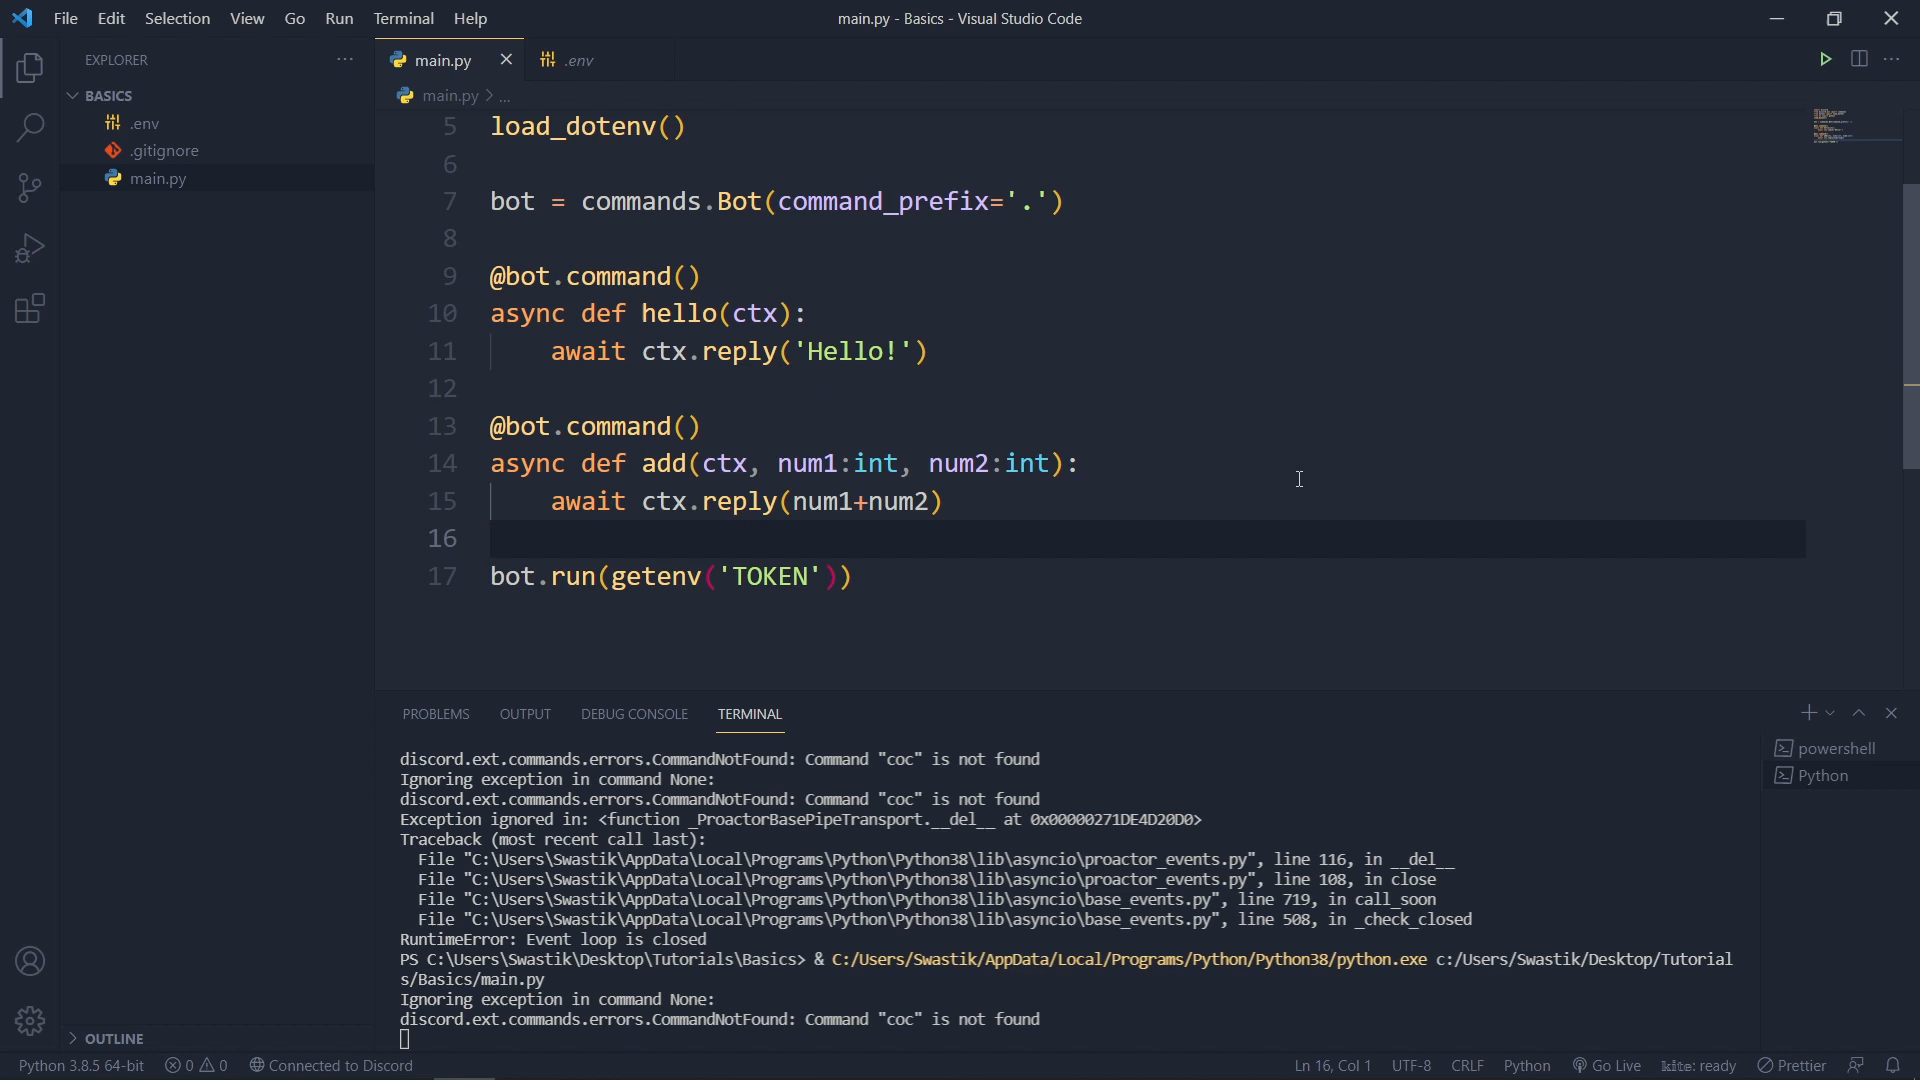 File Edit Selection View Go Run Terminal Help
main.py - Basics - Visual Studio Code
EXPLORER ···
BASICS
.env
.gitignore
main.py
OUTLINE
main.py .env
main.py > ...
5 load_dotenv()
6
7 bot = commands.Bot(command_prefix='.')
8
9 @bot.command()
10 async def hello(ctx):
11 await ctx.reply('Hello!')
12
13 @bot.command()
14 async def add(ctx, num1:int, num2:int):
15 await ctx.reply(num1+num2)
16
17 bot.run(getenv('TOKEN'))
PROBLEMS OUTPUT DEBUG CONSOLE TERMINAL
powershell
Python
discord.ext.commands.errors.CommandNotFound: Command "coc" is not found
Ignoring exception in command None:
discord.ext.commands.errors.CommandNotFound: Command "coc" is not found
Exception ignored in: <function _ProactorBasePipeTransport.__del__ at 0x00000271DE4D20D0>
Traceback (most recent call last):
File "C:\Users\Swastik\AppData\Local\Programs\Python\Python38\lib\asyncio\proactor_events.py", line 116, in __del__
File "C:\Users\Swastik\AppData\Local\Programs\Python\Python38\lib\asyncio\proactor_events.py", line 108, in close
File "C:\Users\Swastik\AppData\Local\Programs\Python\Python38\lib\asyncio\base_events.py", line 719, in call_soon
File "C:\Users\Swastik\AppData\Local\Programs\Python\Python38\lib\asyncio\base_events.py", line 508, in _check_closed
RuntimeError: Event loop is closed
PS C:\Users\Swastik\Desktop\Tutorials\Basics> & C:/Users/Swastik/AppData/Local/Programs/Python/Python38/python.exe c:/Users/Swastik/Desktop/Tutorial
s/Basics/main.py
Ignoring exception in command None:
discord.ext.commands.errors.CommandNotFound: Command "coc" is not found
Python 3.8.5 64-bit 0 0 Connected to Discord
Ln 16, Col 1 UTF-8 CRLF Python Go Live kite: ready Prettier